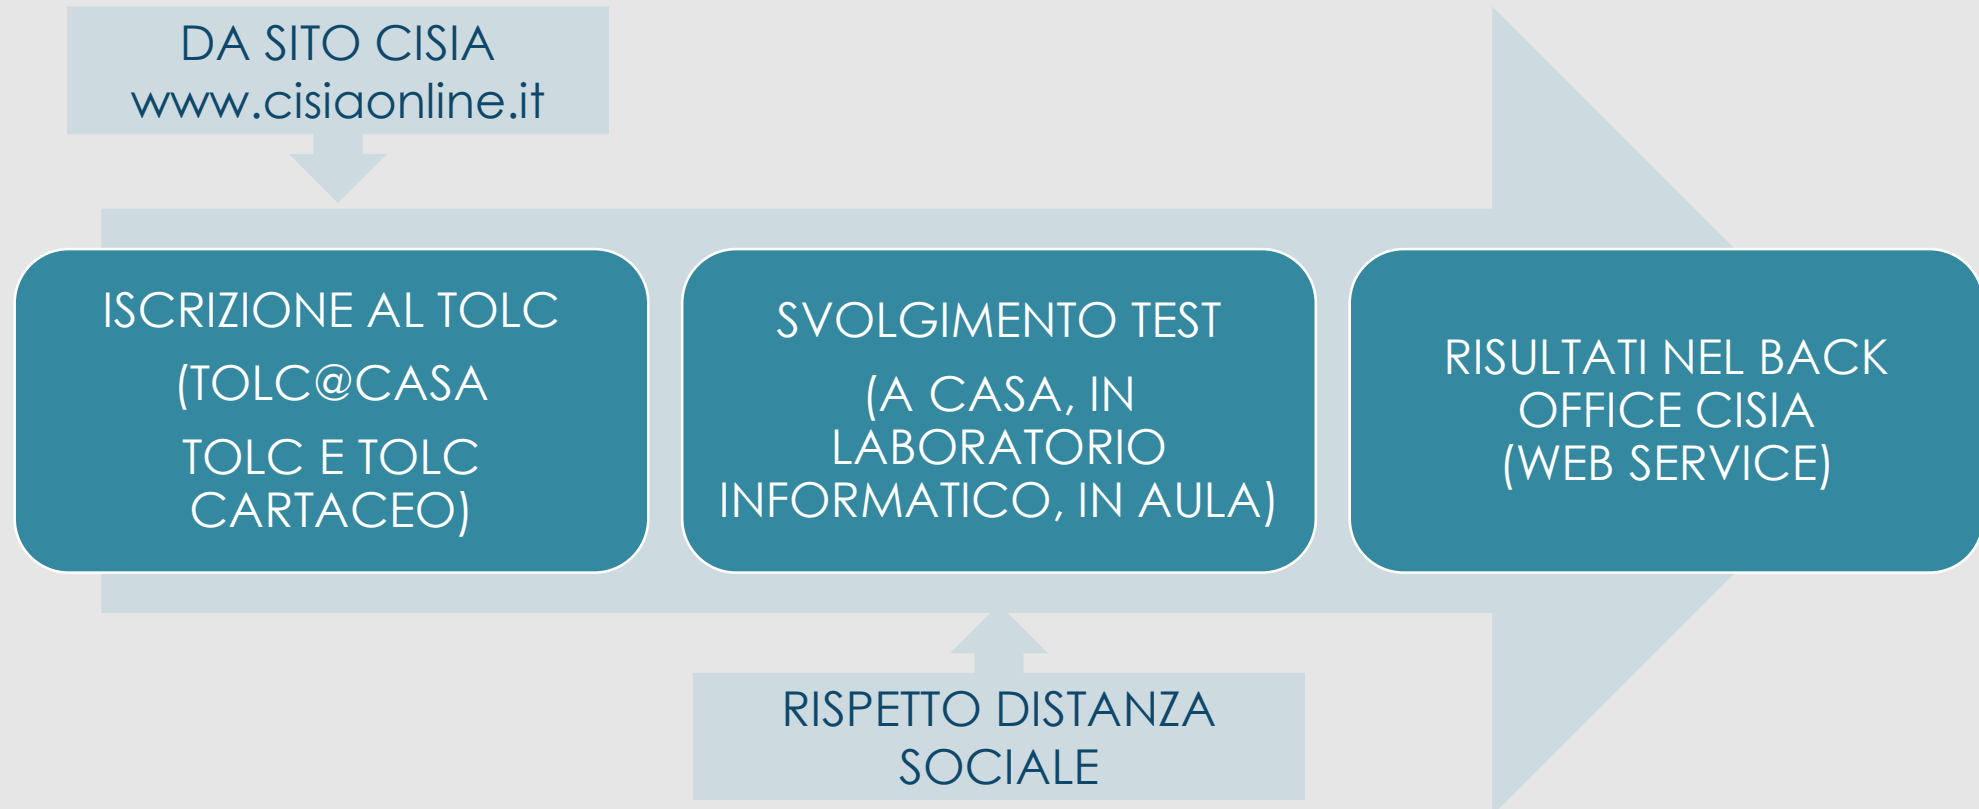 DA SITO CISIA
www.cisiaonline.it
ISCRIZIONE AL TOLC
(TOLC@CASA
TOLC E TOLC
CARTACEO)
SVOLGIMENTO TEST
(A CASA, IN
LABORATORIO
INFORMATICO, IN AULA)
RISULTATI NEL BACK
OFFICE CISIA
(WEB SERVICE)
RISPETTO DISTANZA
SOCIALE